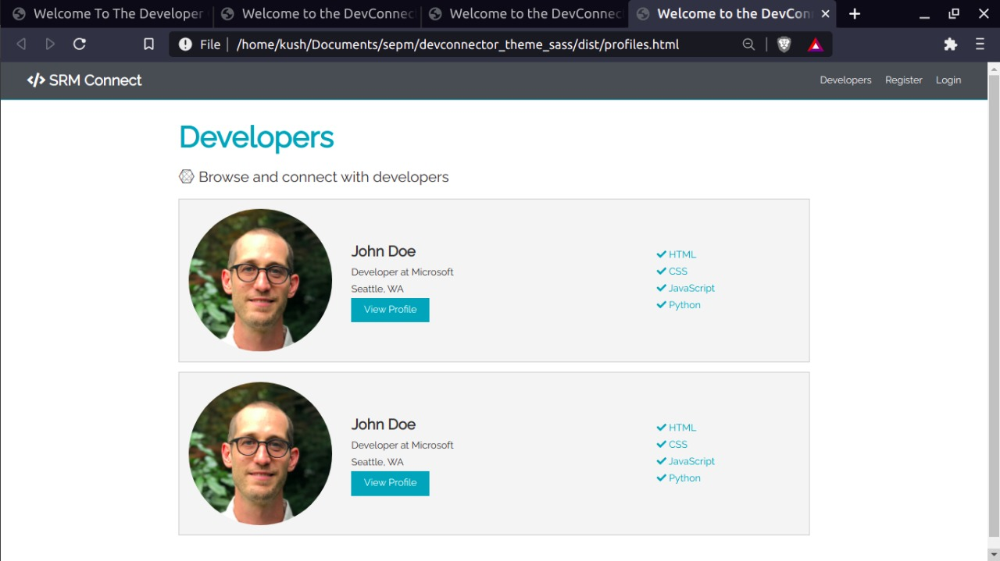 Welcome To The Developer
Welcome to the DevConnec
Welcome to the DevConnec
Welcome to the DevCon
File
/home/kush/Documents/sepm/devconnector_theme_sass/dist/profiles.html
</> SRM Connect
Developers
Register
Login
Developers
Browse and connect with developers
John Doe
Developer at Microsoft
Seattle, WA
View Profile
HTML
CSS
JavaScript
Python
John Doe
Developer at Microsoft
Seattle, WA
View Profile
HTML
CSS
JavaScript
Python